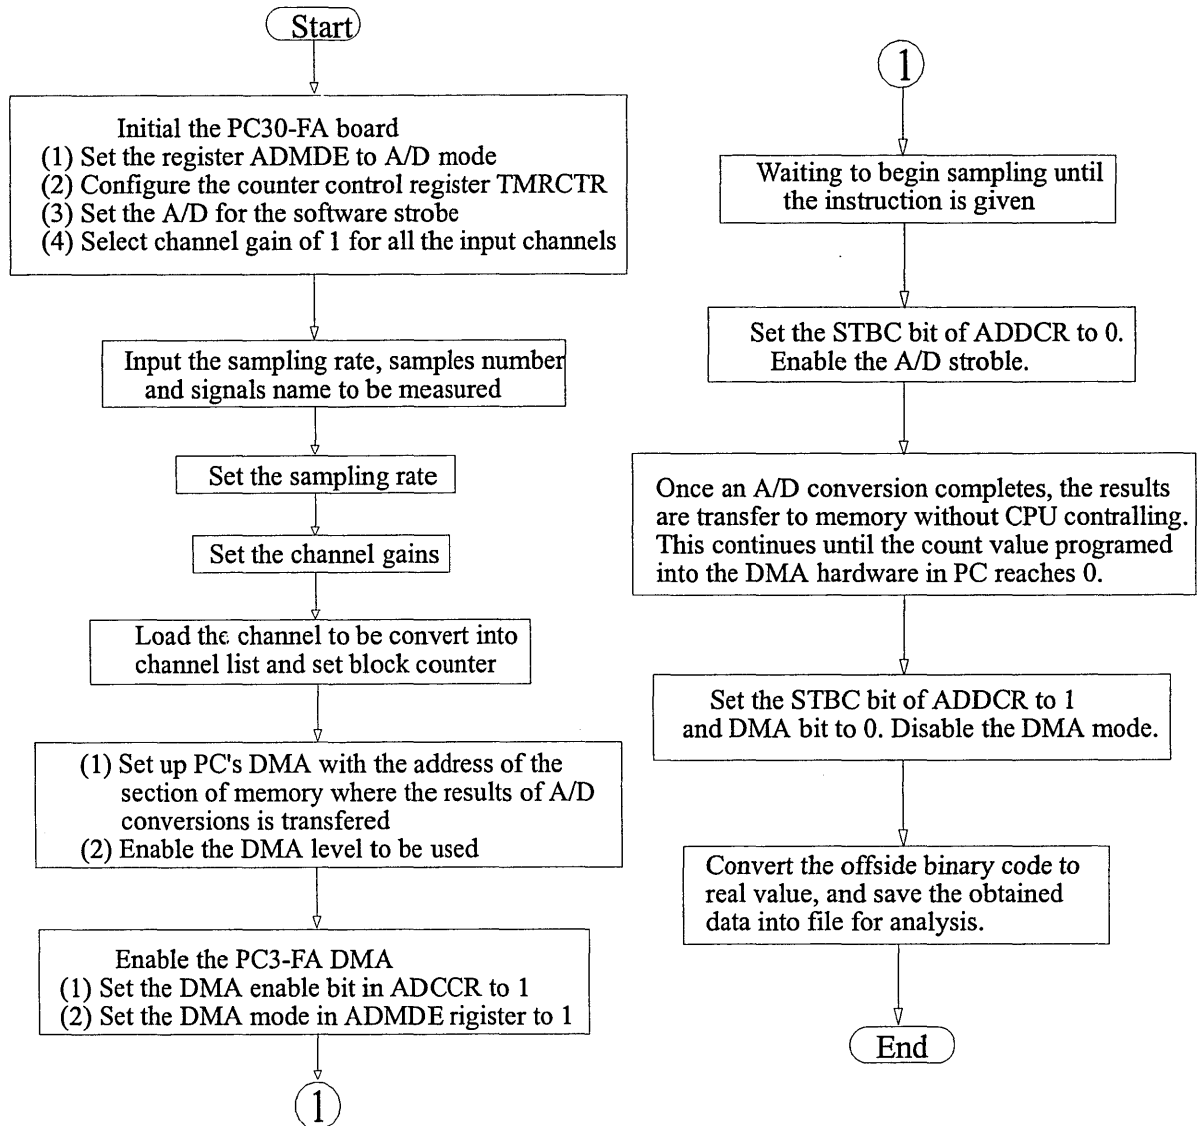 Start
Initial the PC30-FA board
(1) Set the register ADMDE to A/D mode
(2) Configure the counter control register TMRCTR
(3) Set the A/D for the software strobe
(4) Select channel gain of 1 for all the input channels
Input the sampling rate, samples number
and signals name to be measured
Set the sampling rate
Set the channel gains
Load the channel to be convert into
channel list and set block counter
(1) Set up PC's DMA with the address of the
section of memory where the results of A/D
conversions is transfered
(2) Enable the DMA level to be used
Enable the PC3-FA DMA
(1) Set the DMA enable bit in ADCCR to 1
(2) Set the DMA mode in ADMDE rigister to 1
1
1
Waiting to begin sampling until
the instruction is given
Set the STBC bit of ADDCR to 0.
Enable the A/D stroble.
Once an A/D conversion completes, the results
are transfer to memory without CPU contralling.
This continues until the count value programed
into the DMA hardware in PC reaches 0.
Set the STBC bit of ADDCR to 1
and DMA bit to 0. Disable the DMA mode.
Convert the offside binary code to
real value, and save the obtained
data into file for analysis.
End